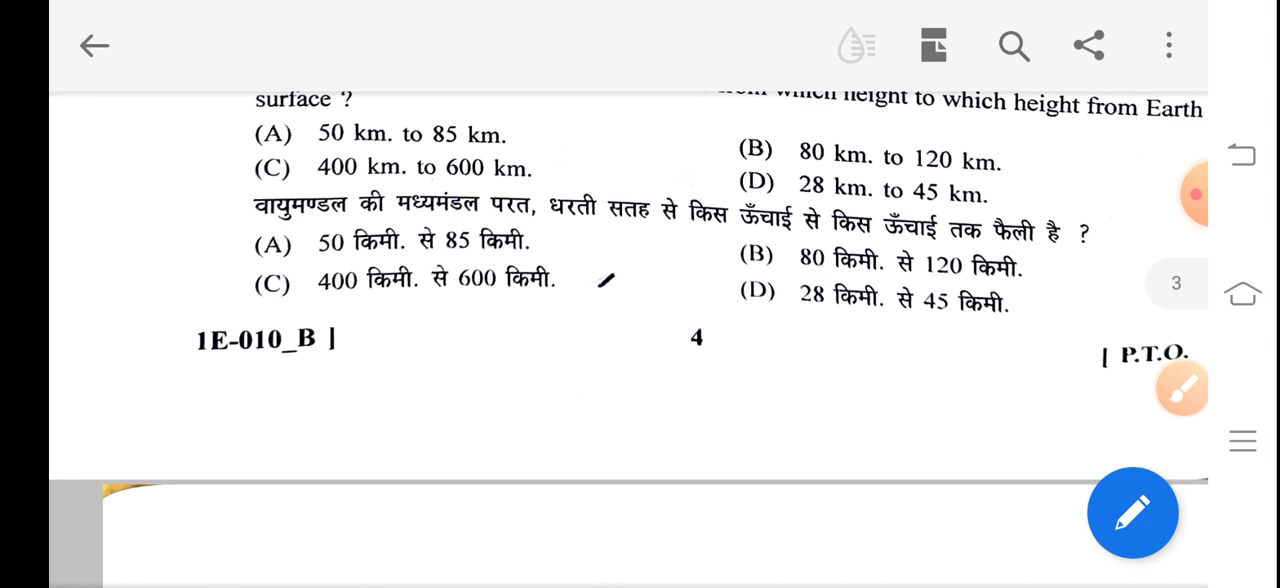 which height to which height from Earth
surface ?
(A) 50 km. to 85 km.
(B) 80 km. to 120 km.
(C) 400 km. to 600 km.
(D) 28 km. to 45 km.
वायुमण्डल की मध्यमंडल परत, धरती सतह से किस ऊँचाई से किस ऊँचाई तक फैली है ?
(A) 50 किमी. से 85 किमी.
(B) 80 किमी. से 120 किमी.
(C) 400 किमी. से 600 किमी.
(D) 28 किमी. से 45 किमी.
3
1E-010_B ]
4
[ P.T.O.